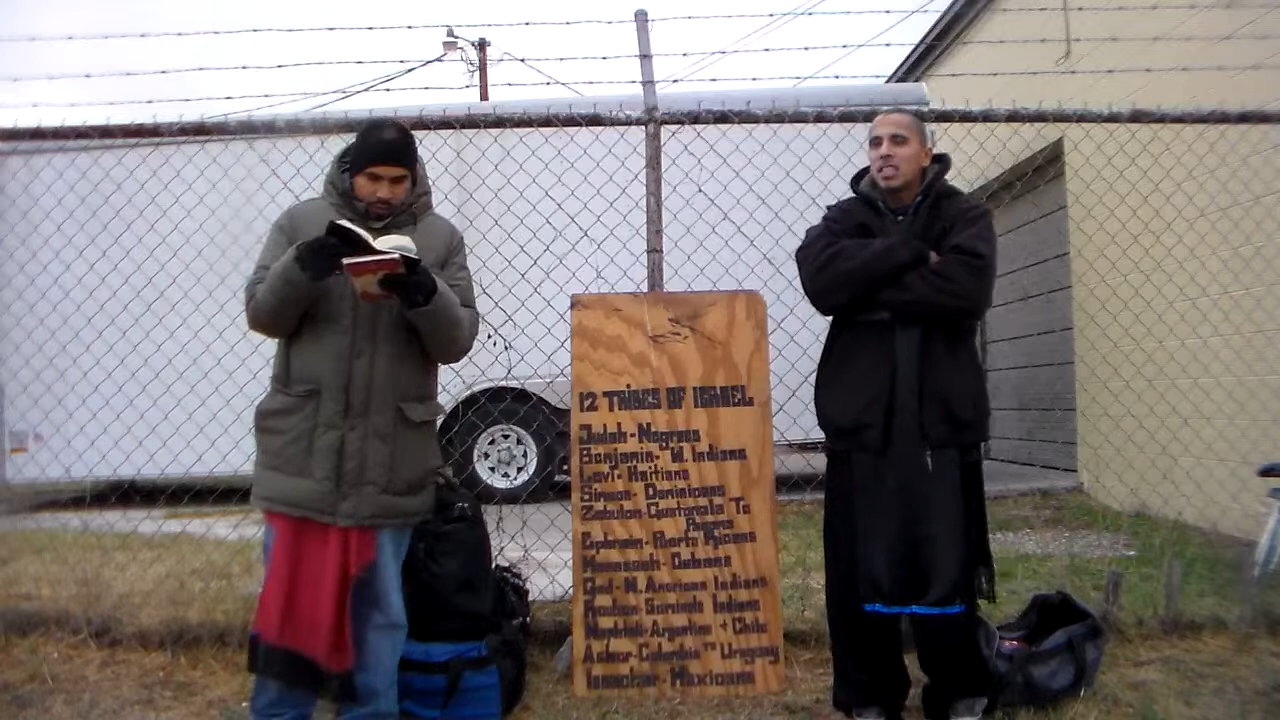 12 TRIBES OF ISRAEL
Judah - Negroes
Benjamin - W. Indians
Levi - Haitians
Simeon - Dominicans
Zebulon - Guatemala To
Panama
Ephraim - Puerto Ricans
Manasseh - Cubans
Gad - N. American Indians
Reuben - Seminole Indians
Naphtali - Argentina + Chile
Asher - Colombia To Uruguay
Issachar - Mexicans